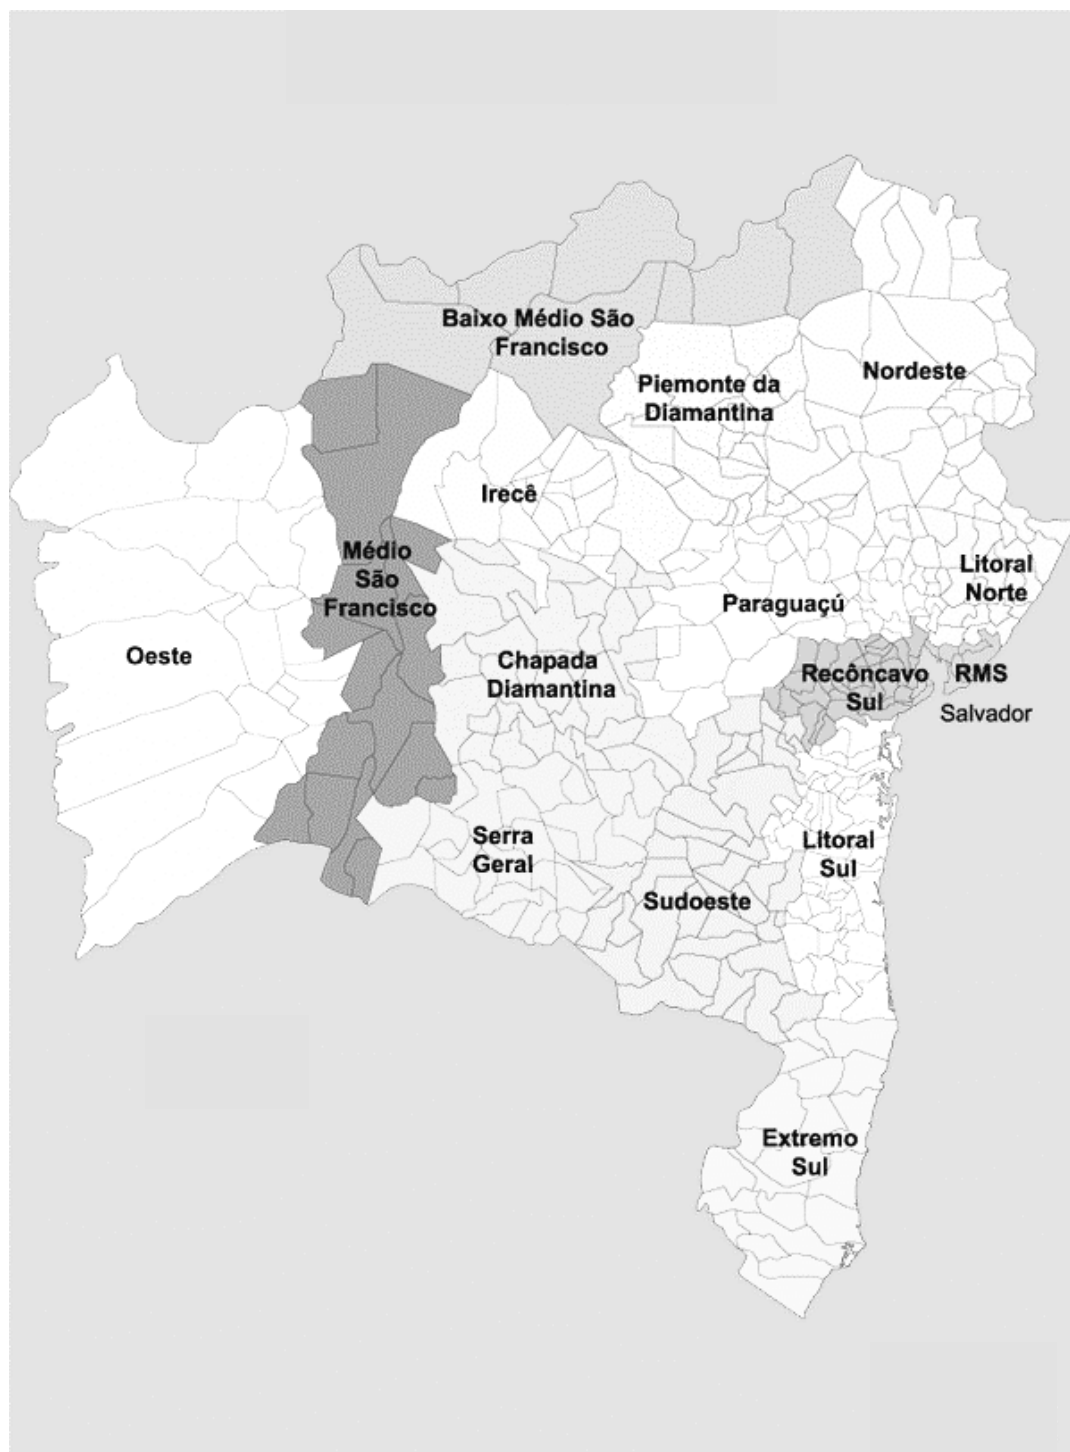 Baixo Médio São
Francisco
Nordeste
Piemonte da
Diamantina
Irecê
Médio
São
Francisco
Litoral
Norte
Paraguaçú
Oeste
Chapada
Diamantina
Recôncavo
Sul
RMS
Salvador
Serra
Geral
Litoral
Sul
Sudoeste
Extremo
Sul